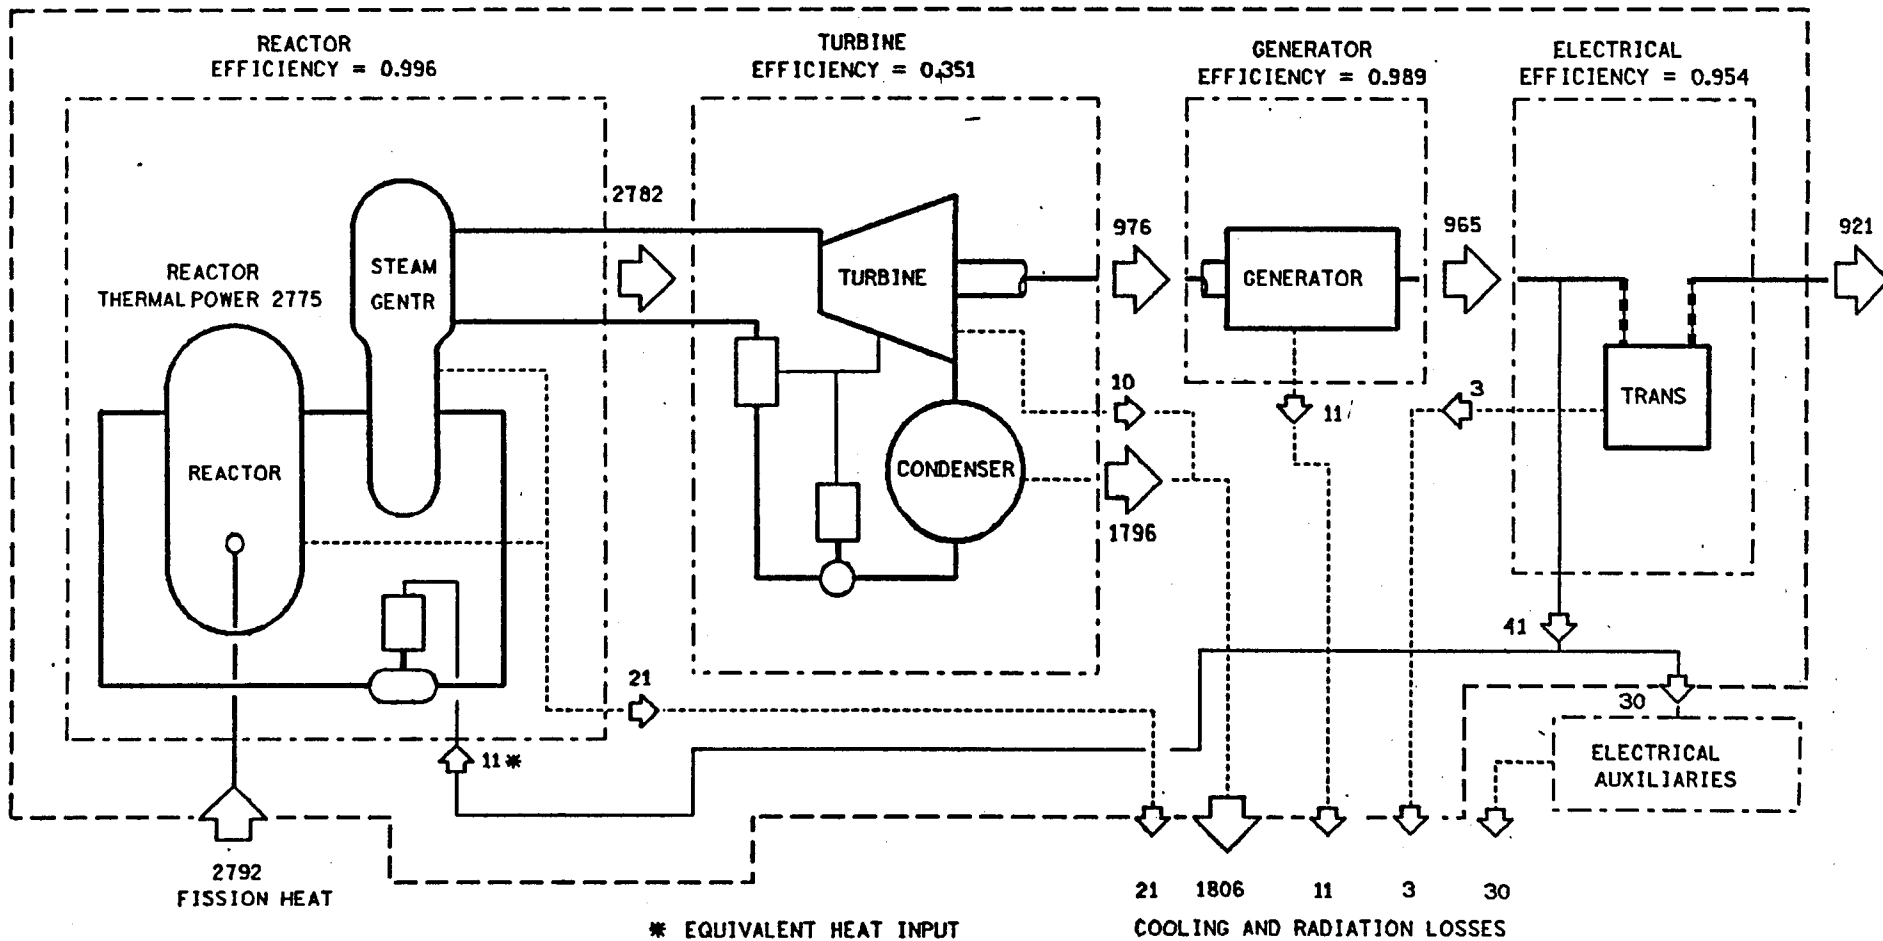 REACTOR
EFFICIENCY = 0.996
TURBINE
EFFICIENCY = 0.351
GENERATOR
EFFICIENCY = 0.989
ELECTRICAL
EFFICIENCY = 0.954
2782
976
965
921
STEAM
GENTR
REACTOR
THERMAL POWER 2775
TURBINE
GENERATOR
TRANS
10
11
3
REACTOR
CONDENSER
1796
41
21
30
11*
ELECTRICAL
AUXILIARIES
2792
FISSION HEAT
21
1806
11
3
30
* EQUIVALENT HEAT INPUT
COOLING AND RADIATION LOSSES